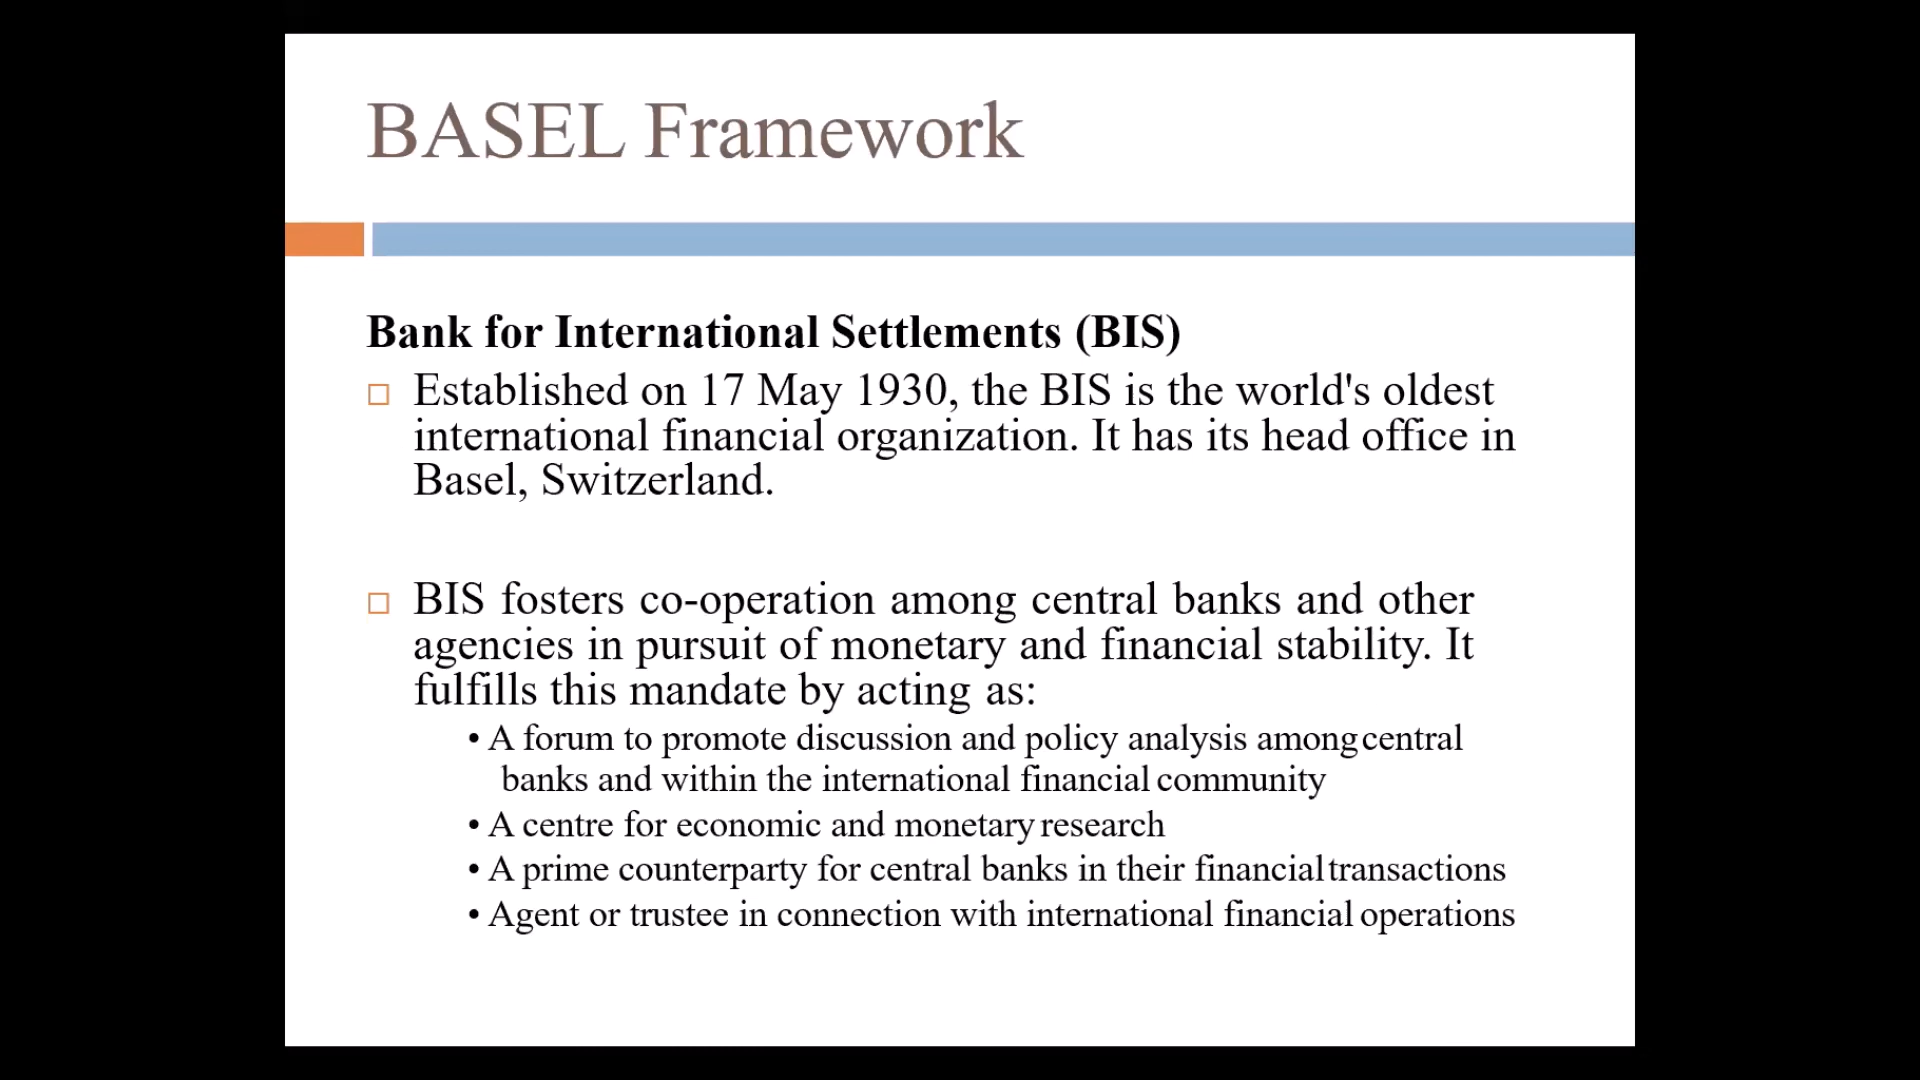 BASEL Framework
Bank for International Settlements (BIS)
Established on 17 May 1930, the BIS is the world's oldest
international financial organization. It has its head office in
Basel, Switzerland.
BIS fosters co-operation among central banks and other
agencies in pursuit of monetary and financial stability. It
fulfills this mandate by acting as:
• A forum to promote discussion and policy analysis among central
banks and within the international financial community
• A centre for economic and monetary research
• A prime counterparty for central banks in their financial transactions
• Agent or trustee in connection with international financial operations